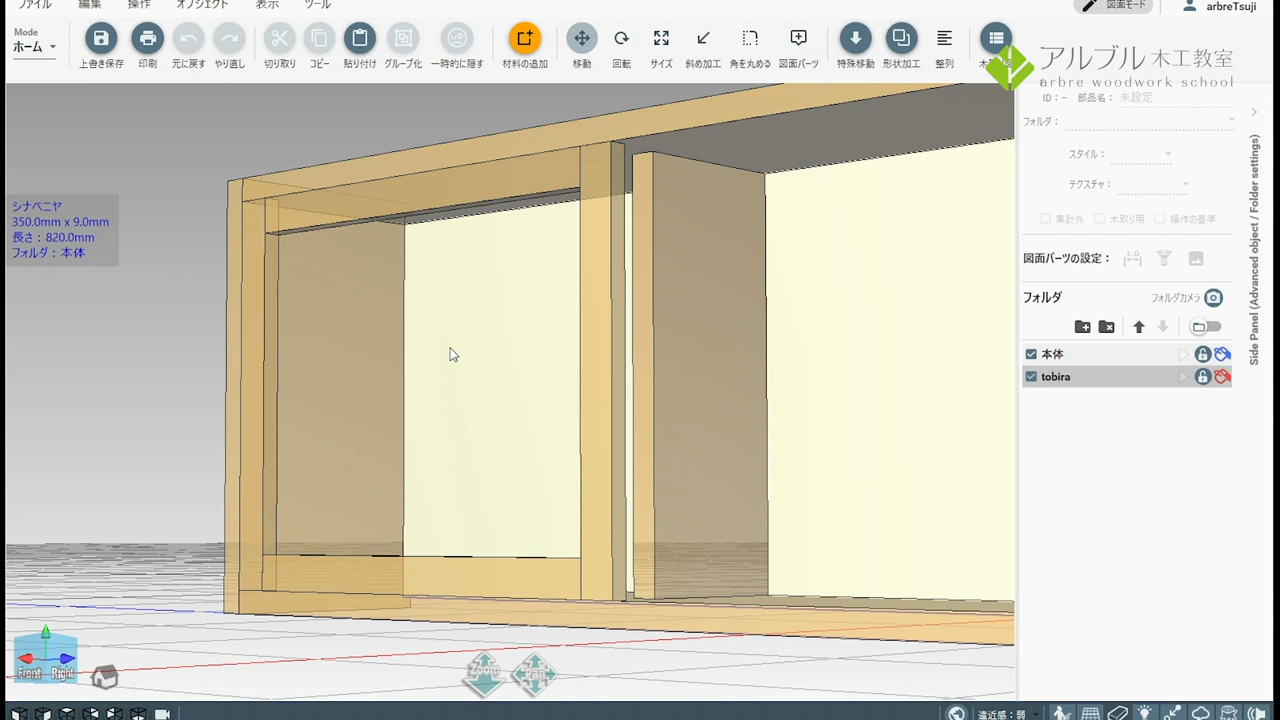 ファイル 編集 操作 オブジェクト 表示 ツール 図面モード arbreTsuji
Mode
ホーム
上書き保存 印刷 元に戻す やり直し 切り取り コピー 貼り付け グループ化 一時的に隠す 材料の追加 移動 回転 サイズ 斜め加工 角を丸める 図面パーツ 特殊移動 形状加工 整列
アルブル木工教室
arbre woodwork school
ID：- 部品名： 未設定
フォルダ：
スタイル：
テクスチャ：
集計外 木取り用 操作の基準
図面パーツの設定：
1.0
フォルダ フォルダカメラ
本体
tobira
Side Panel (Advanced object / Folder settings)
シナベニヤ
350.0mm x 9.0mm
長さ：820.0mm
フォルダ：本体
Front Right
Zoom Pan
遠近感：弱